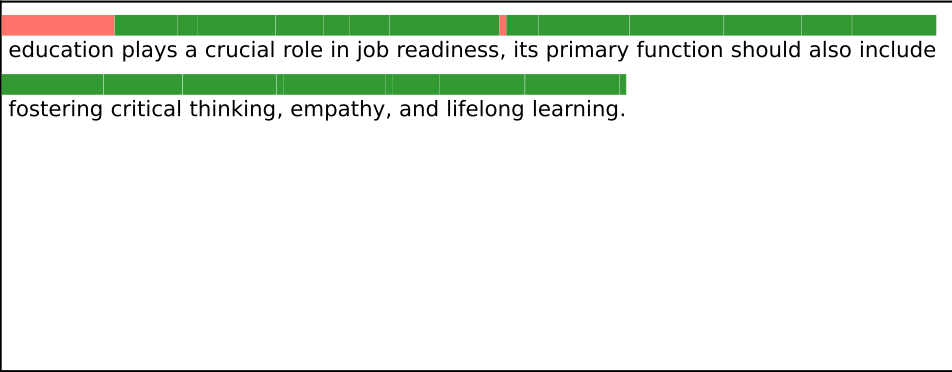 education plays a crucial role in job readiness, its primary function should also include
fostering critical thinking, empathy, and lifelong learning.